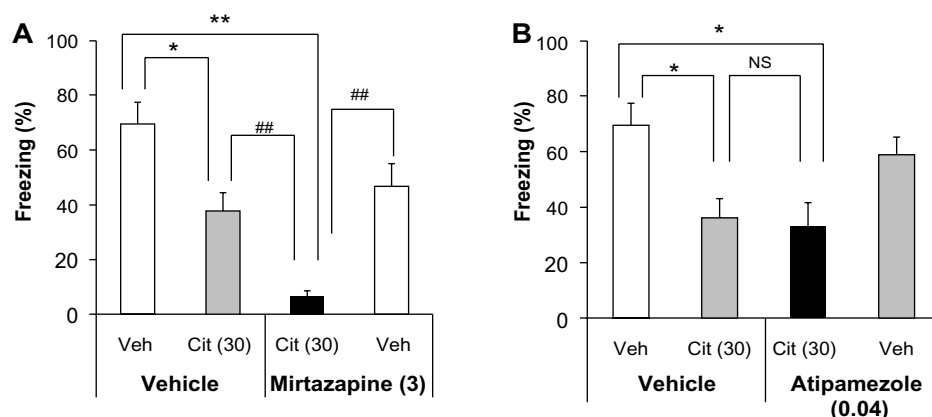 A
**
100
*
80
##
##
60
40
20
0
Freezing (%)
Veh Cit (30) Cit (30) Veh
Vehicle Mirtazapine (3)
B
*
100
NS
*
80
60
40
20
0
Freezing (%)
Veh Cit (30) Cit (30) Veh
Vehicle Atipamezole
(0.04)